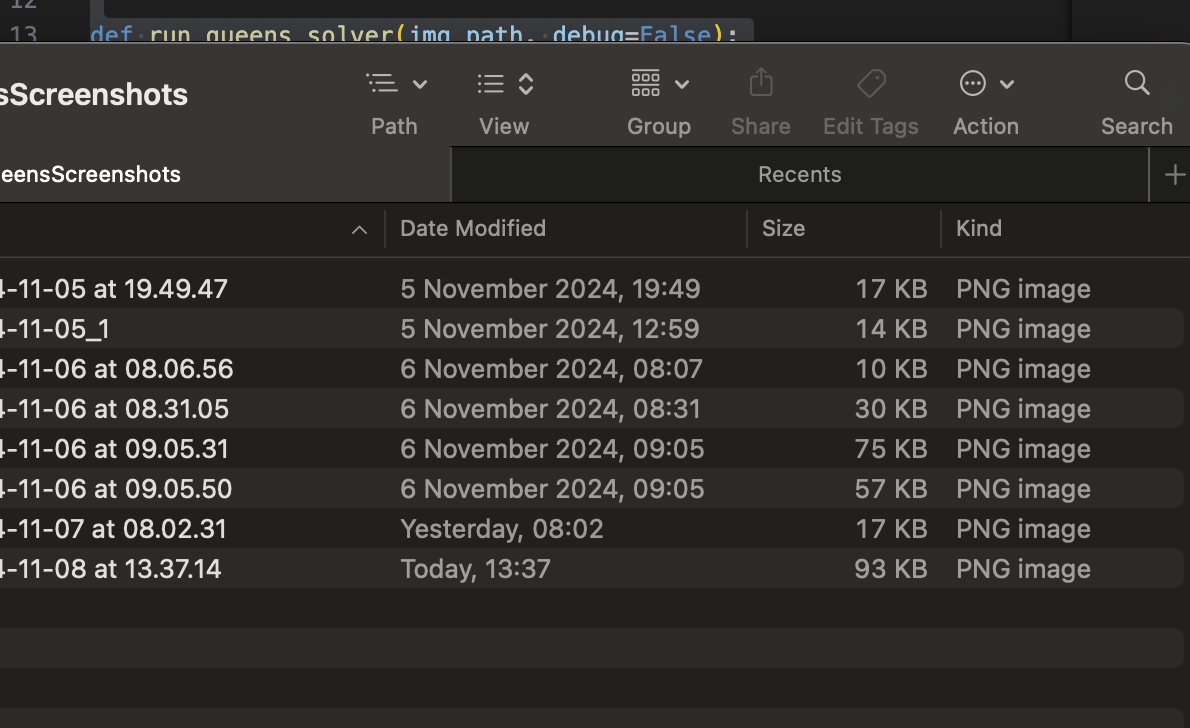 12
13 def run_queens_solver(img_path, debug=False):
sScreenshots
Path View Group Share Edit Tags Action Search
eensScreenshots Recents
Date Modified Size Kind
4-11-05 at 19.49.47 5 November 2024, 19:49 17 KB PNG image
4-11-05_1 5 November 2024, 12:59 14 KB PNG image
4-11-06 at 08.06.56 6 November 2024, 08:07 10 KB PNG image
4-11-06 at 08.31.05 6 November 2024, 08:31 30 KB PNG image
4-11-06 at 09.05.31 6 November 2024, 09:05 75 KB PNG image
4-11-06 at 09.05.50 6 November 2024, 09:05 57 KB PNG image
4-11-07 at 08.02.31 Yesterday, 08:02 17 KB PNG image
4-11-08 at 13.37.14 Today, 13:37 93 KB PNG image